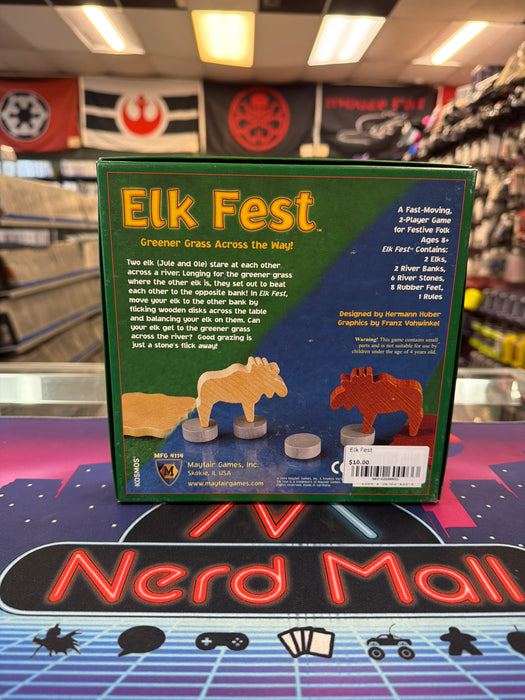 mouse rat
Elk Fest™
Greener Grass Across the Way!
Two elk (Jule and Ole) stare at each other
across a river. Longing for the greener grass
where the other elk is, they set out to beat
each other to the opposite bank! In Elk Fest,
move your elk to the other bank by
flicking wooden disks across the table
and balancing your elk on them. Can
your elk get to the greener grass
across the river? Good grazing is
just a stone's flick away!
A Fast-Moving,
2-Player Game
for Festive Folk
Ages 8+
Elk Fest™ Contains:
2 Elks,
2 River Banks,
6 River Stones,
8 Rubber Feet,
1 Rules
Designed by Hermann Huber
Graphics by Franz Vohwinkel
Warning! This game contains small
parts and is not suitable for use by
children under the age of 4 years old.
KOSMOS
MFG 4114
M
Mayfair Games, Inc.
Skokie, IL USA
www.mayfairgames.com
CE
Elk Fest
$10.00
Nerd Mall